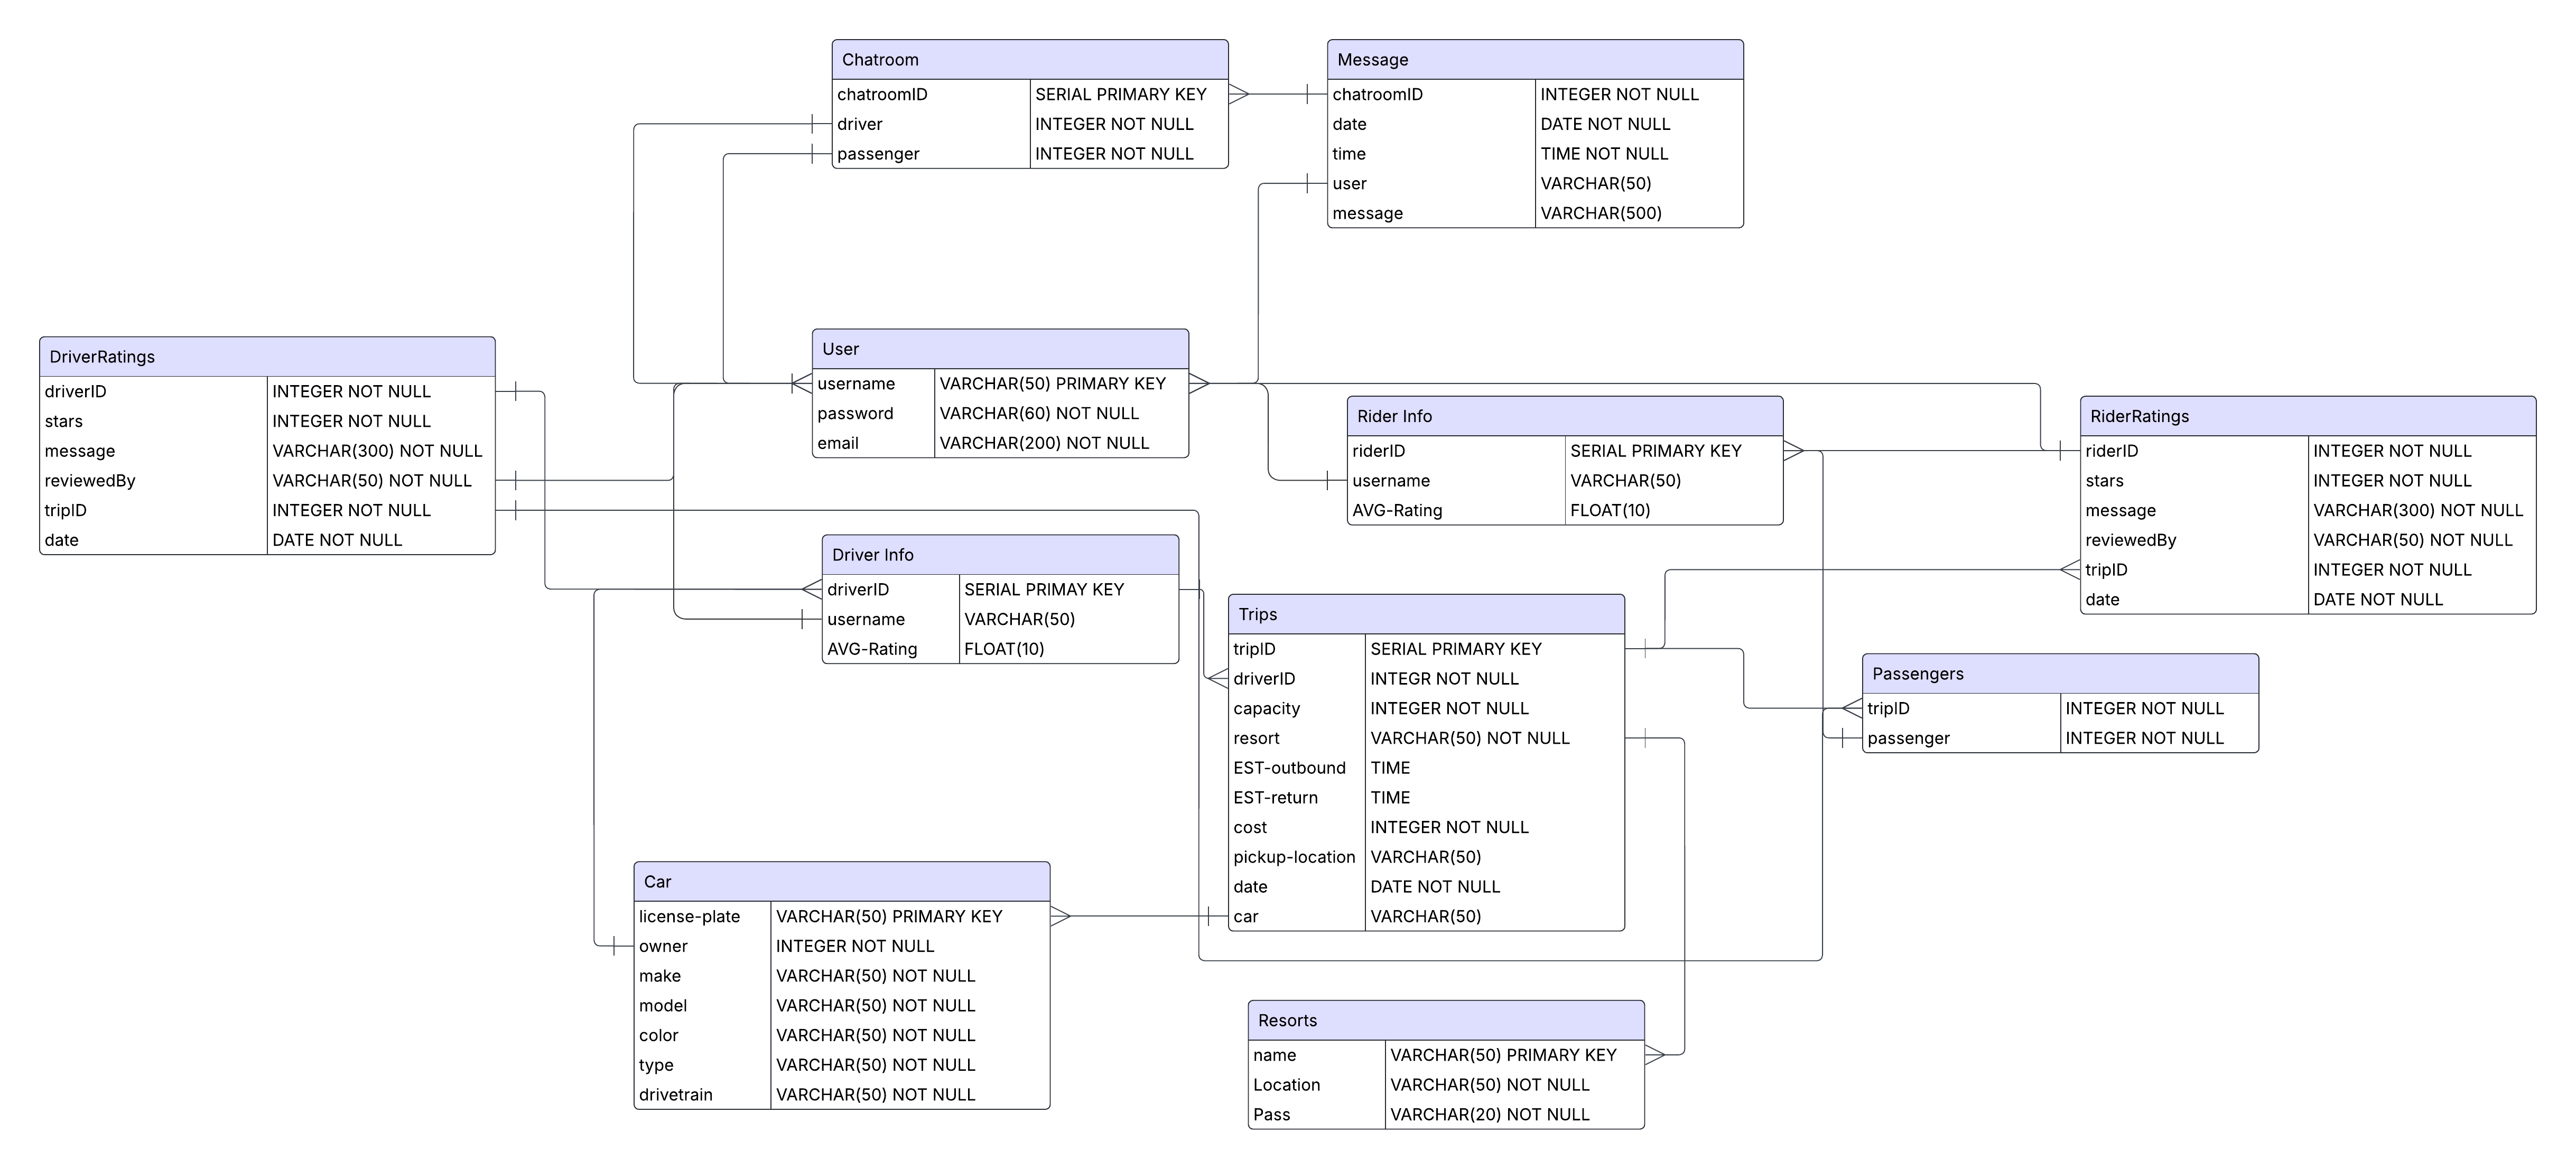 Chatroom
chatroomID SERIAL PRIMARY KEY
driver INTEGER NOT NULL
passenger INTEGER NOT NULL
Message
chatroomID INTEGER NOT NULL
date DATE NOT NULL
time TIME NOT NULL
user VARCHAR(50)
message VARCHAR(500)
DriverRatings
driverID INTEGER NOT NULL
stars INTEGER NOT NULL
message VARCHAR(300) NOT NULL
reviewedBy VARCHAR(50) NOT NULL
tripID INTEGER NOT NULL
date DATE NOT NULL
User
username VARCHAR(50) PRIMARY KEY
password VARCHAR(60) NOT NULL
email VARCHAR(200) NOT NULL
Rider Info
riderID SERIAL PRIMARY KEY
username VARCHAR(50)
AVG-Rating FLOAT(10)
RiderRatings
riderID INTEGER NOT NULL
stars INTEGER NOT NULL
message VARCHAR(300) NOT NULL
reviewedBy VARCHAR(50) NOT NULL
tripID INTEGER NOT NULL
date DATE NOT NULL
Driver Info
driverID SERIAL PRIMAY KEY
username VARCHAR(50)
AVG-Rating FLOAT(10)
Trips
tripID SERIAL PRIMARY KEY
driverID INTEGR NOT NULL
capacity INTEGER NOT NULL
resort VARCHAR(50) NOT NULL
EST-outbound TIME
EST-return TIME
cost INTEGER NOT NULL
pickup-location VARCHAR(50)
date DATE NOT NULL
car VARCHAR(50)
Passengers
tripID INTEGER NOT NULL
passenger INTEGER NOT NULL
Car
license-plate VARCHAR(50) PRIMARY KEY
owner INTEGER NOT NULL
make VARCHAR(50) NOT NULL
model VARCHAR(50) NOT NULL
color VARCHAR(50) NOT NULL
type VARCHAR(50) NOT NULL
drivetrain VARCHAR(50) NOT NULL
Resorts
name VARCHAR(50) PRIMARY KEY
Location VARCHAR(50) NOT NULL
Pass VARCHAR(20) NOT NULL